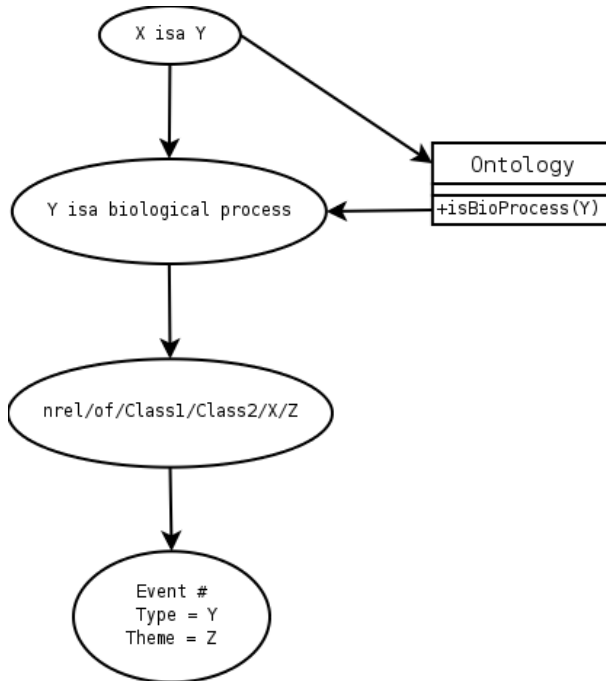 X isa Y
Ontology
+isBioProcess(Y)
Y isa biological process
nrel/of/Class1/Class2/X/Z
Event #
Type = Y
Theme = Z